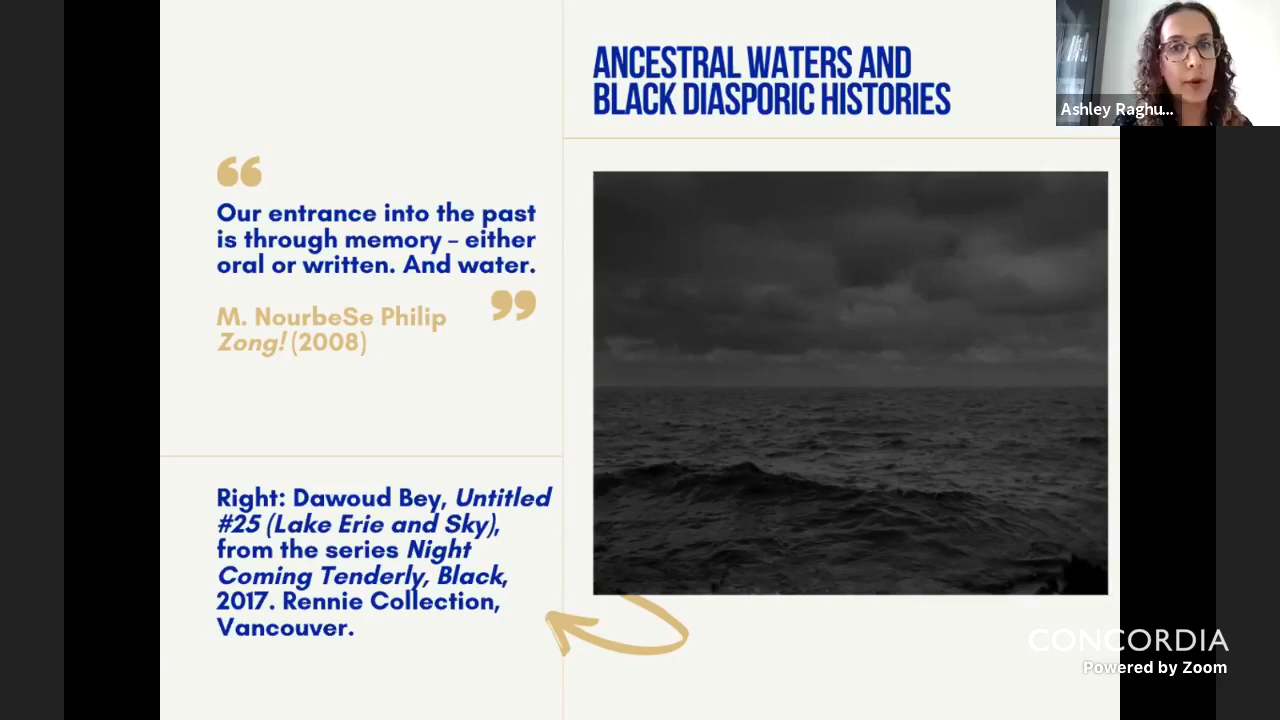 ANCESTRAL WATERS AND
BLACK DIASPORIC HISTORIES
Ashley Raghu...
“
Our entrance into the past
is through memory – either
oral or written. And water.
”
M. NourbeSe Philip
Zong! (2008)
Right: Dawoud Bey, Untitled
#25 (Lake Erie and Sky),
from the series Night
Coming Tenderly, Black,
2017. Rennie Collection,
Vancouver.
CONCORDIA
Powered by Zoom